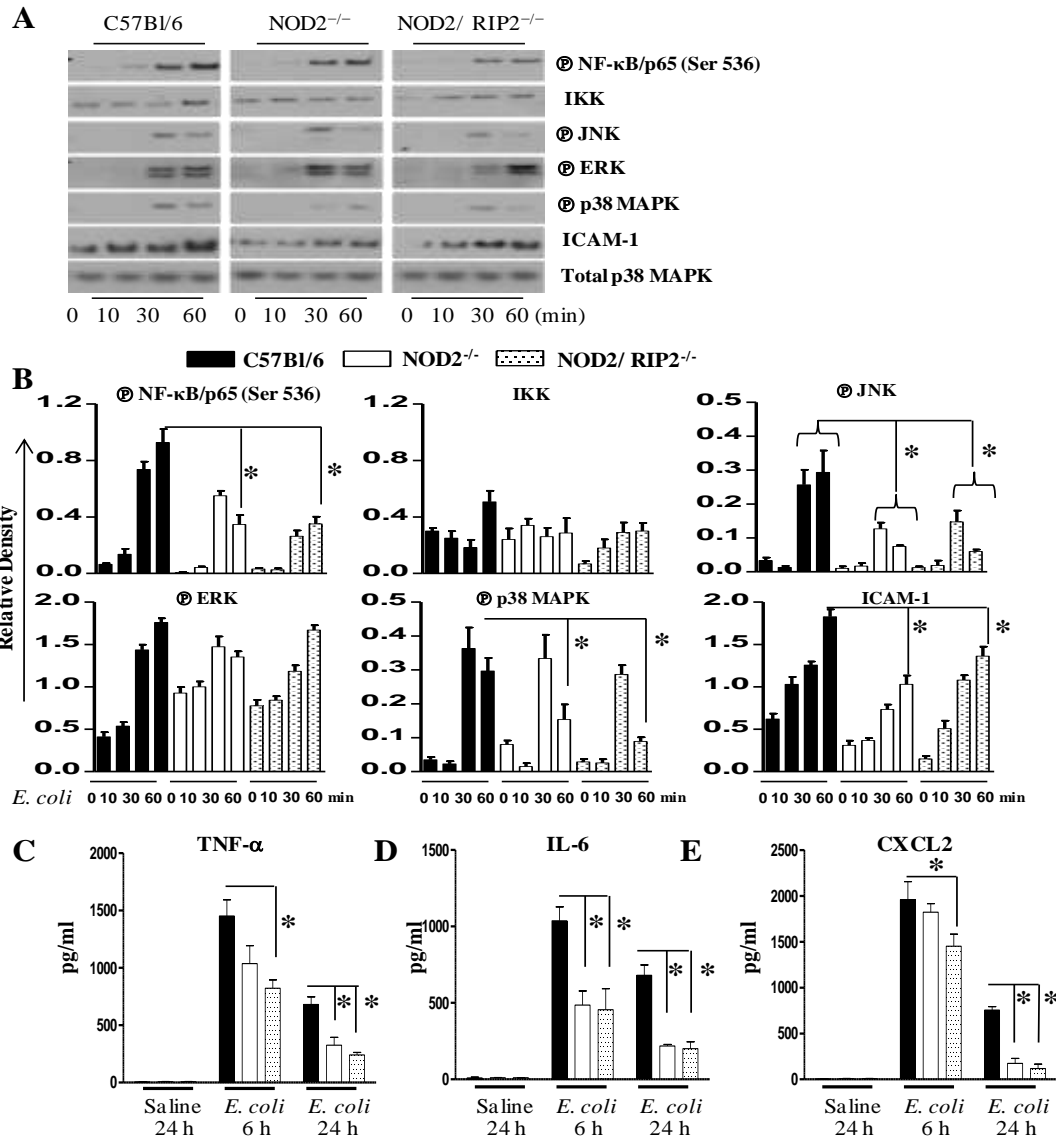 A
C57Bl/6 NOD2−/− NOD2/ RIP2−/−
Ⓟ NF-κB/p65 (Ser 536)
IKK
Ⓟ JNK
Ⓟ ERK
Ⓟ p38 MAPK
ICAM-1
Total p38 MAPK
0 10 30 60 0 10 30 60 0 10 30 60 (min)
C57Bl/6 NOD2-/- NOD2/ RIP2-/-
B
Relative Density
Ⓟ NF-κB/p65 (Ser 536)
1.2
0.8
0.4
0.0
* *
IKK
1.2
0.8
0.4
0.0
Ⓟ JNK
0.5
0.4
0.3
0.2
0.1
0.0
* *
Ⓟ ERK
2.0
1.5
1.0
0.5
0.0
Ⓟ p38 MAPK
0.5
0.4
0.3
0.2
0.1
0.0
* *
ICAM-1
2.0
1.5
1.0
0.5
0.0
* *
E. coli 0 10 30 60 0 10 30 60 0 10 30 60 min 0 10 30 60 0 10 30 60 0 10 30 60 min 0 10 30 60 0 10 30 60 0 10 30 60 min
C
TNF-α
pg/ml
2000
1500
1000
500
0
*
* *
Saline E. coli E. coli
24 h 6 h 24 h
D
IL-6
pg/ml
1500
1000
500
0
* *
* *
Saline E. coli E. coli
24 h 6 h 24 h
E
CXCL2
pg/ml
2500
2000
1500
1000
500
0
*
* *
Saline E. coli E. coli
24 h 6 h 24 h